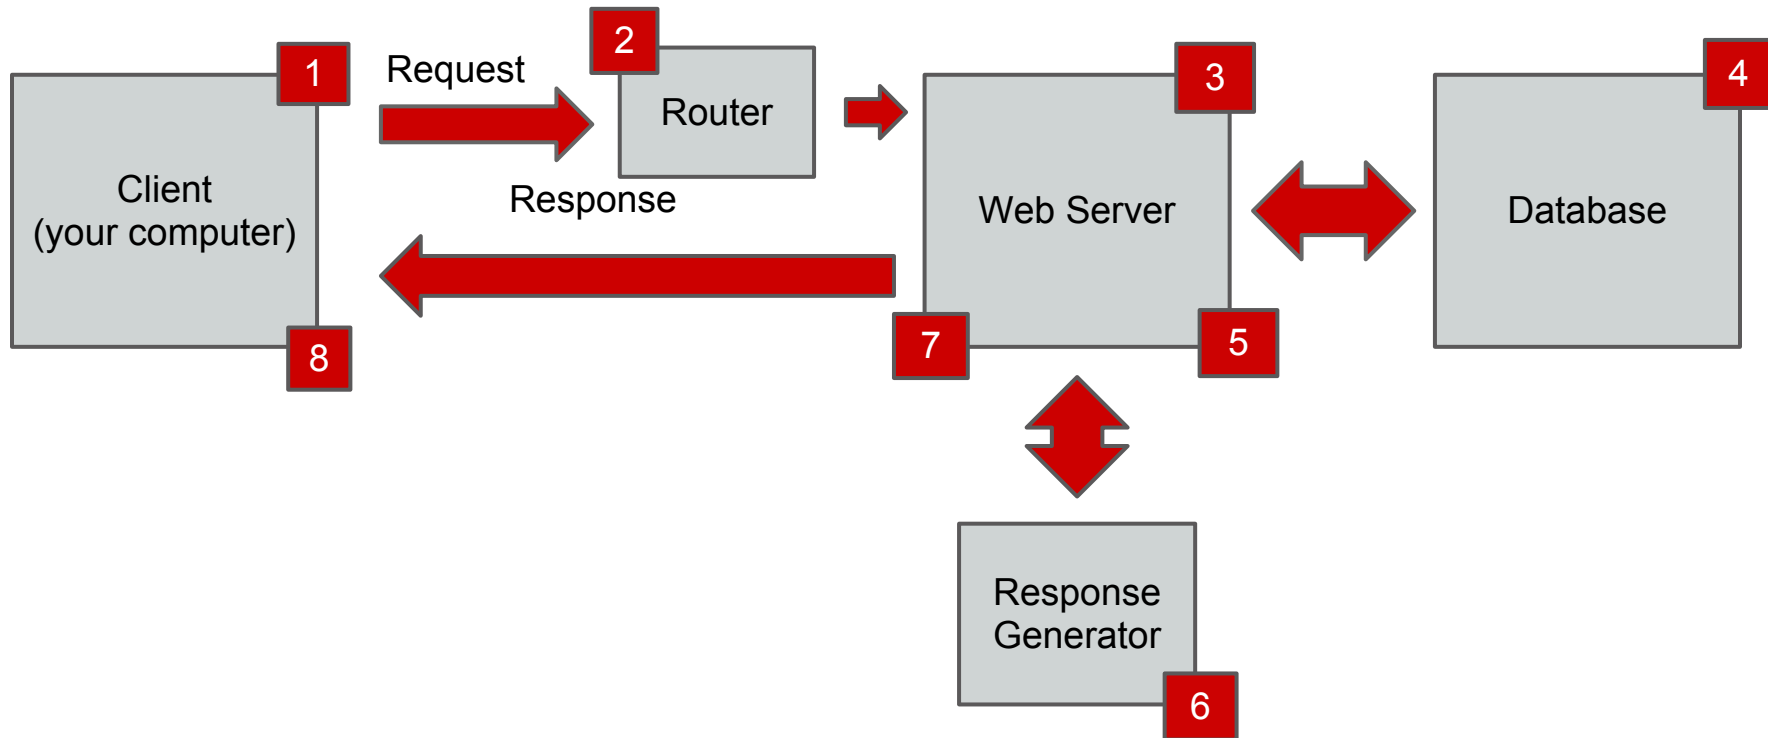 1
Request
2
Router
3
4
Client
(your computer)
Response
Web Server
Database
8
7
5
Response
Generator
6